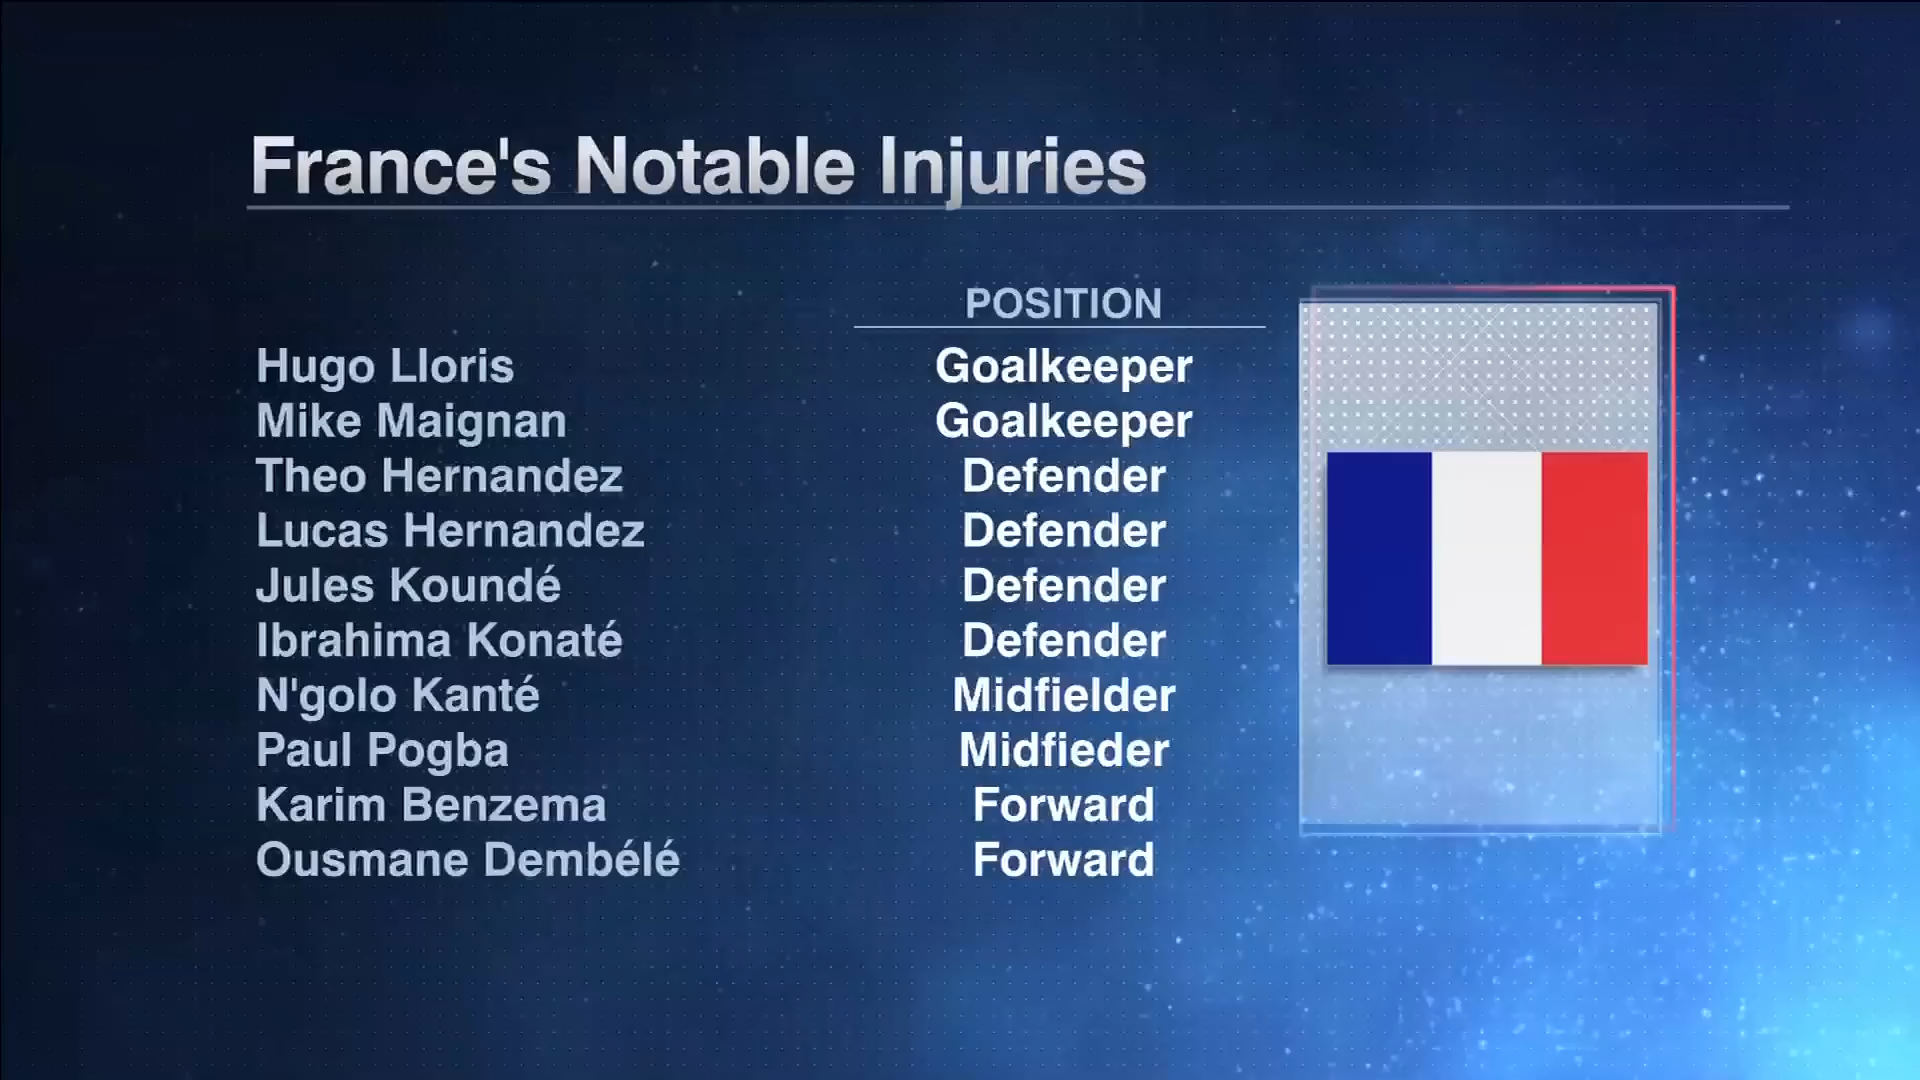 France's Notable Injuries
POSITION
Hugo Lloris Goalkeeper
Mike Maignan Goalkeeper
Theo Hernandez Defender
Lucas Hernandez Defender
Jules Koundé Defender
Ibrahima Konaté Defender
N'golo Kanté Midfielder
Paul Pogba Midfieder
Karim Benzema Forward
Ousmane Dembélé Forward